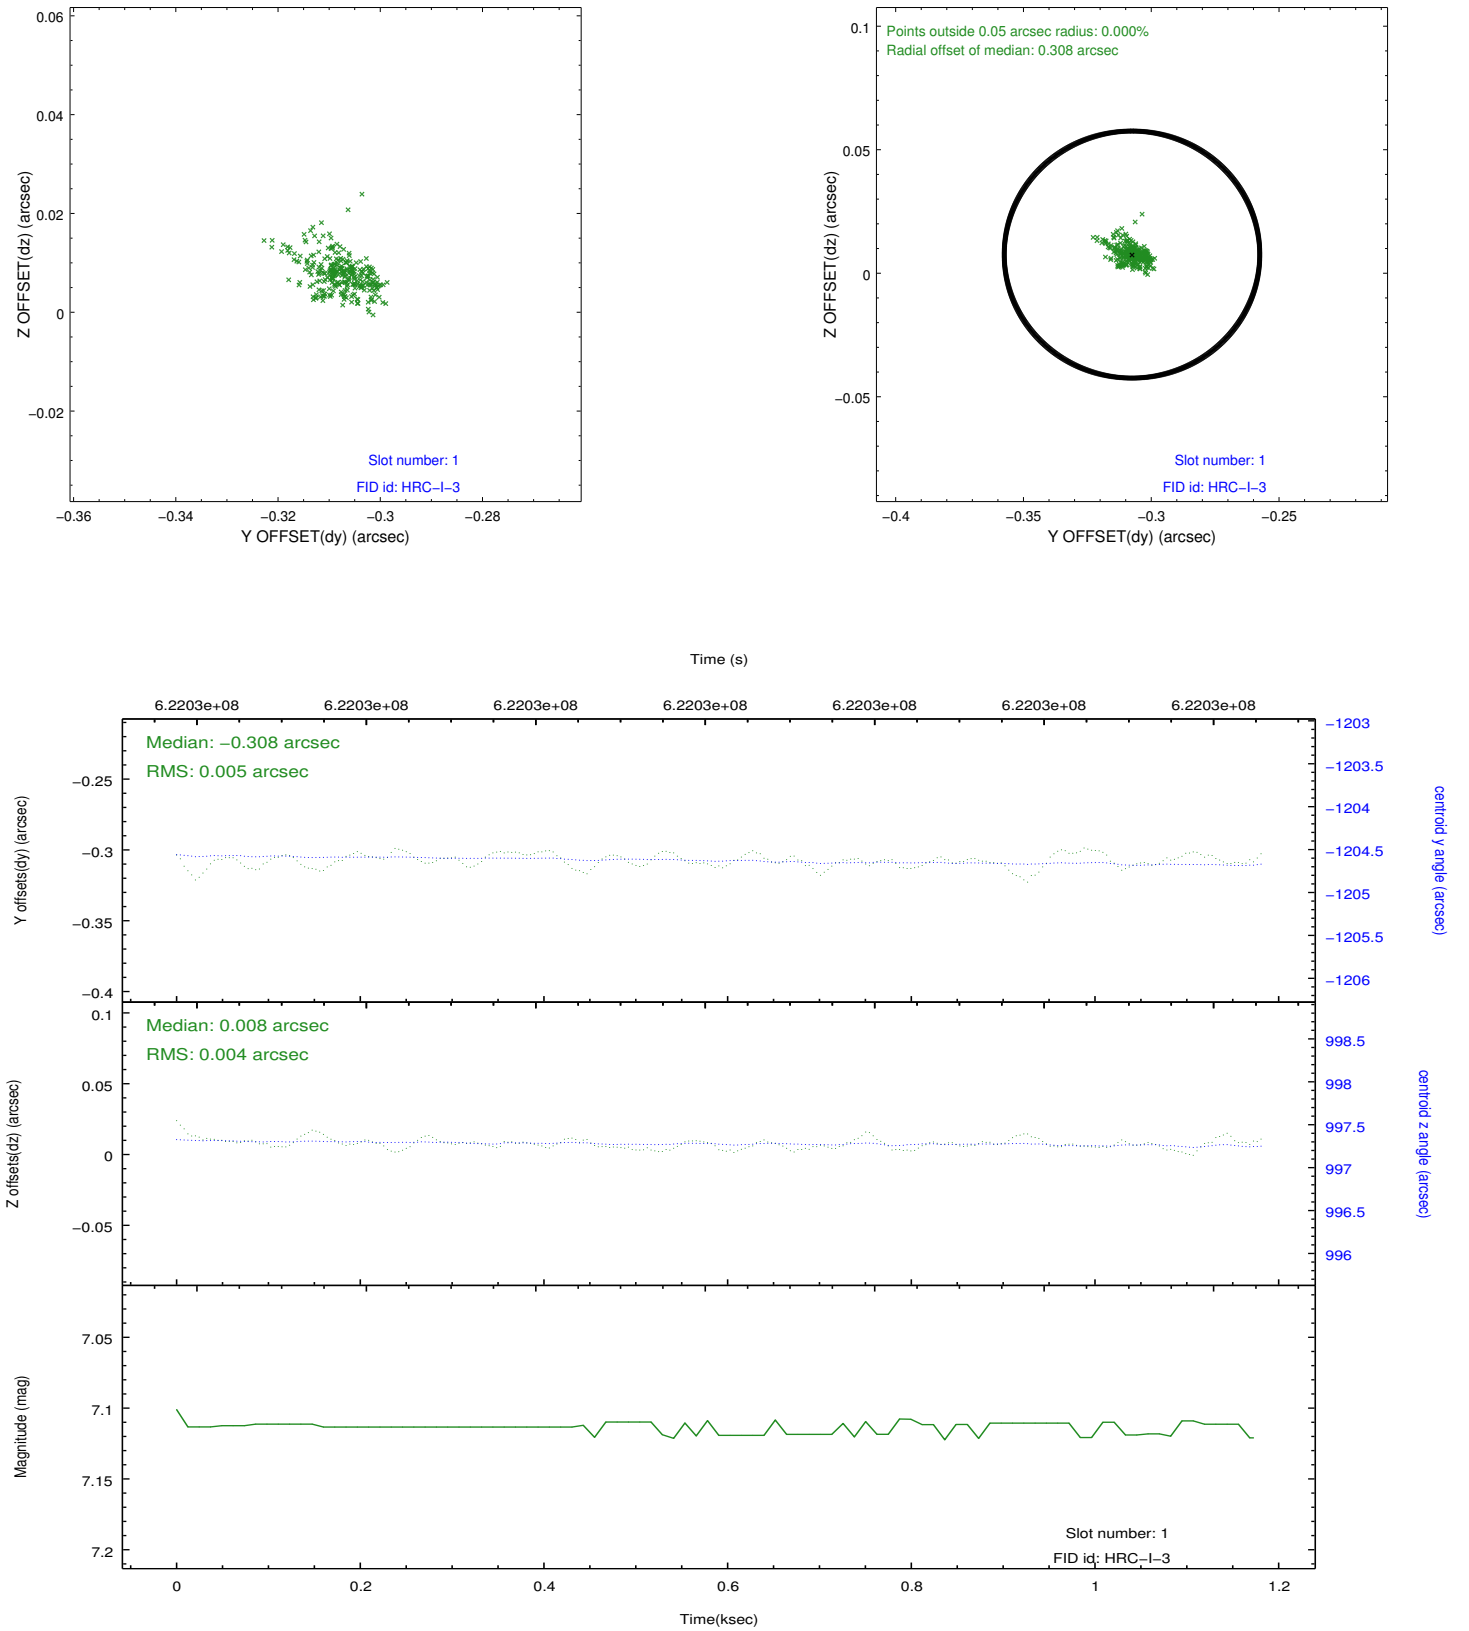 0.06
0.04
0.02
0
−0.02
Z OFFSET(dz) (arcsec)
Slot number: 1
FID id: HRC−I−3
−0.36 −0.34 −0.32 −0.3 −0.28
Y OFFSET(dy) (arcsec)
Points outside 0.05 arcsec radius: 0.000%
Radial offset of median: 0.308 arcsec
0.1
0.05
0
−0.05
Z OFFSET(dz) (arcsec)
Slot number: 1
FID id: HRC−I−3
−0.4 −0.35 −0.3 −0.25
Y OFFSET(dy) (arcsec)
Time (s)
6.2203e+08 6.2203e+08 6.2203e+08 6.2203e+08 6.2203e+08 6.2203e+08 6.2203e+08
Median: −0.308 arcsec
RMS: 0.005 arcsec
−0.25
−0.3
−0.35
−0.4
Y offsets(dy) (arcsec)
−1203
−1203.5
−1204
−1204.5
−1205
−1205.5
−1206
centroid y angle (arcsec)
Median: 0.008 arcsec
RMS: 0.004 arcsec
0.1
0.05
0
−0.05
Z offsets(dz) (arcsec)
998.5
998
997.5
997
996.5
996
centroid z angle (arcsec)
7.05
7.1
7.15
7.2
Magnitude (mag)
Slot number: 1
FID id: HRC−I−3
0 0.2 0.4 0.6 0.8 1 1.2
Time(ksec)